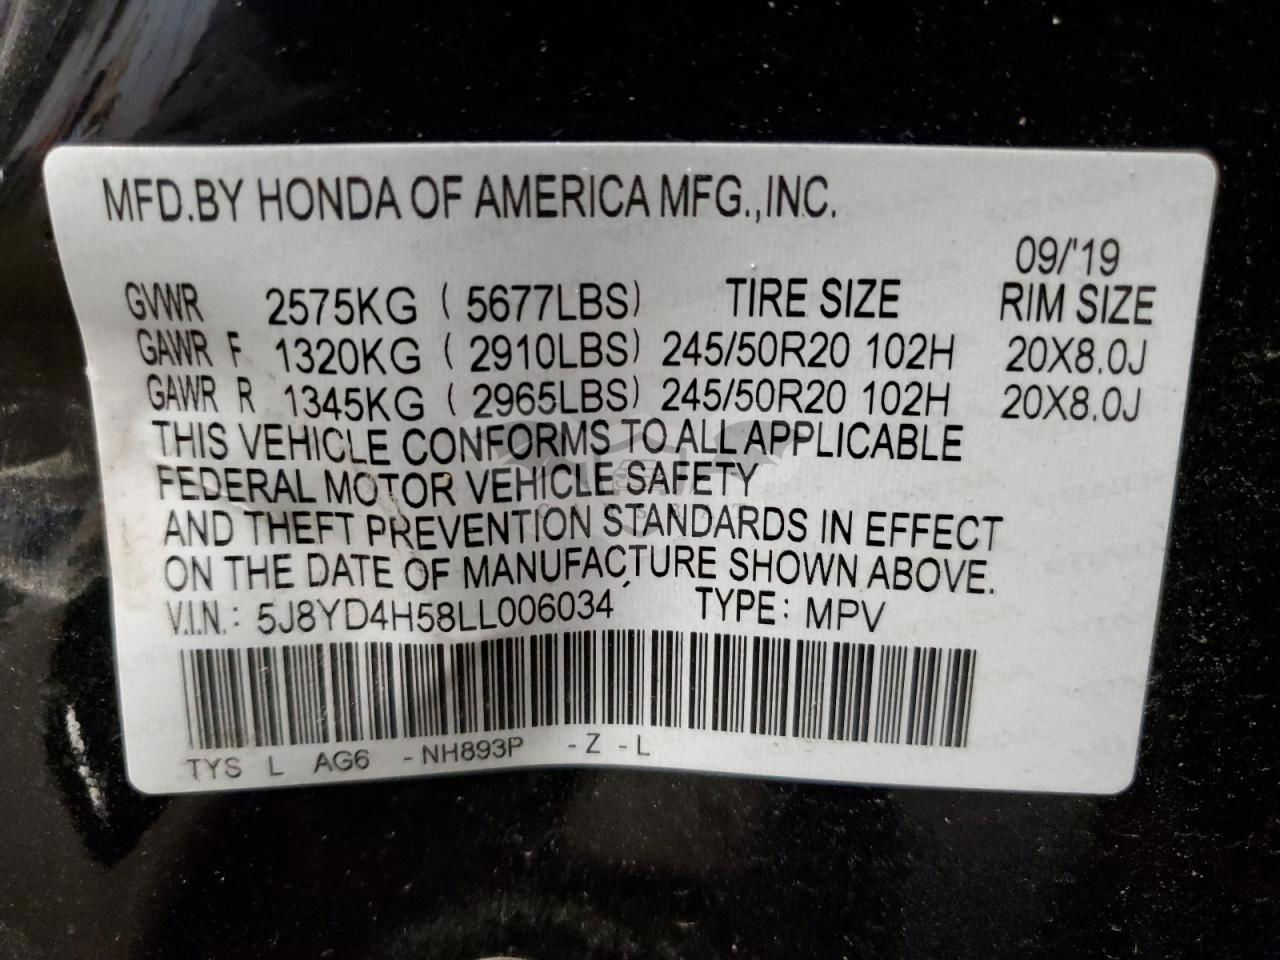 MFD.BY HONDA OF AMERICA MFG.,INC.
09/'19
GVWR 2575KG ( 5677LBS) TIRE SIZE RIM SIZE
GAWR F 1320KG ( 2910LBS) 245/50R20 102H 20X8.0J
GAWR R 1345KG ( 2965LBS) 245/50R20 102H 20X8.0J
THIS VEHICLE CONFORMS TO ALL APPLICABLE
FEDERAL MOTOR VEHICLE SAFETY
AND THEFT PREVENTION STANDARDS IN EFFECT
ON THE DATE OF MANUFACTURE SHOWN ABOVE.
V.I.N.: 5J8YD4H58LL006034 TYPE: MPV
TYS L AG6 -NH893P -Z -L